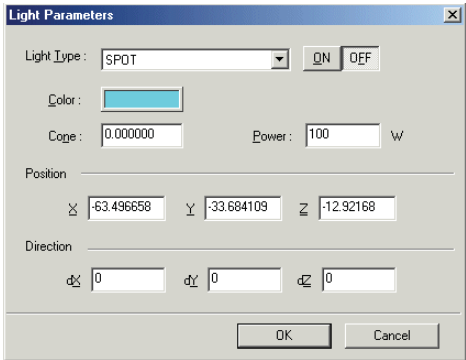 Light Parameters
Light Type : SPOT ON OFF
Color :
Cone : 0.000000 Power : 100 W
Position
X -63.496658 Y -33.684109 Z -12.92168
Direction
dX 0 dY 0 dZ 0
OK Cancel